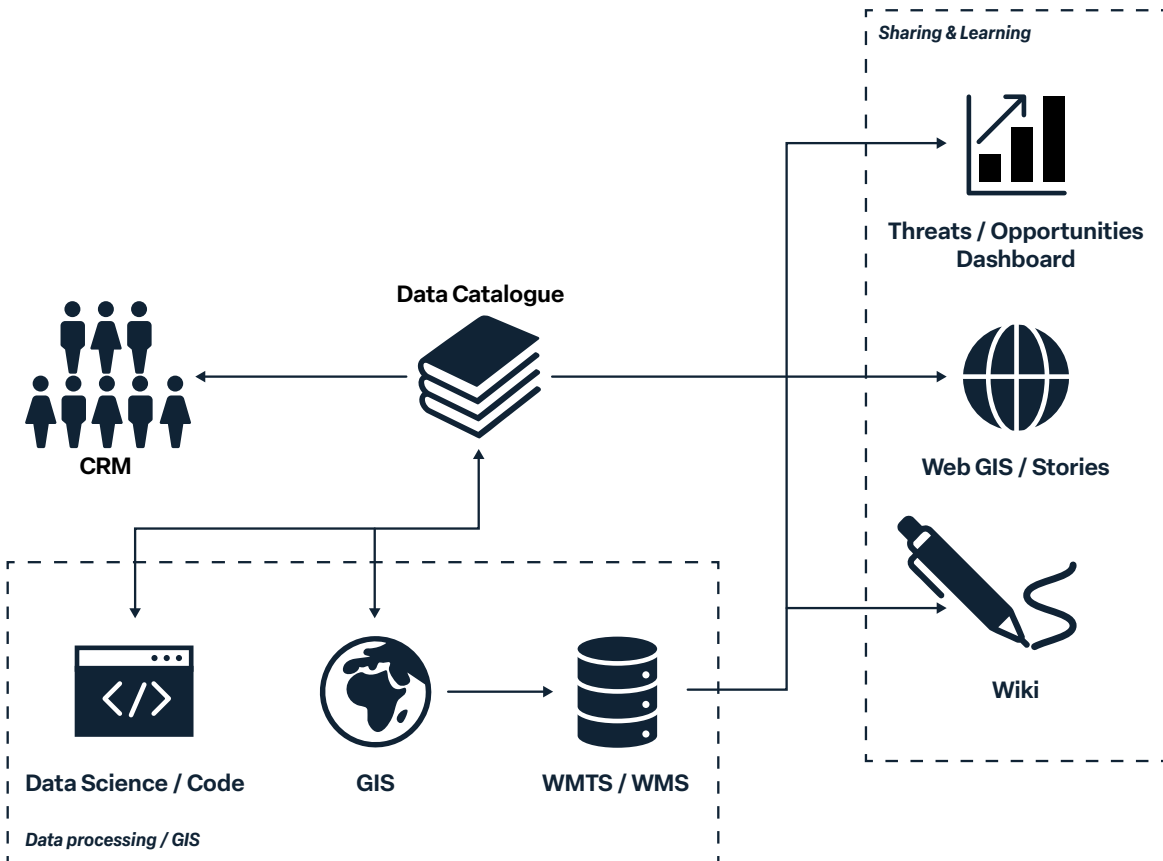 Sharing & Learning
Threats / Opportunities
Dashboard
Data Catalogue
CRM
Web GIS / Stories
</>
Wiki
Data Science / Code
GIS
WMTS / WMS
Data processing / GIS